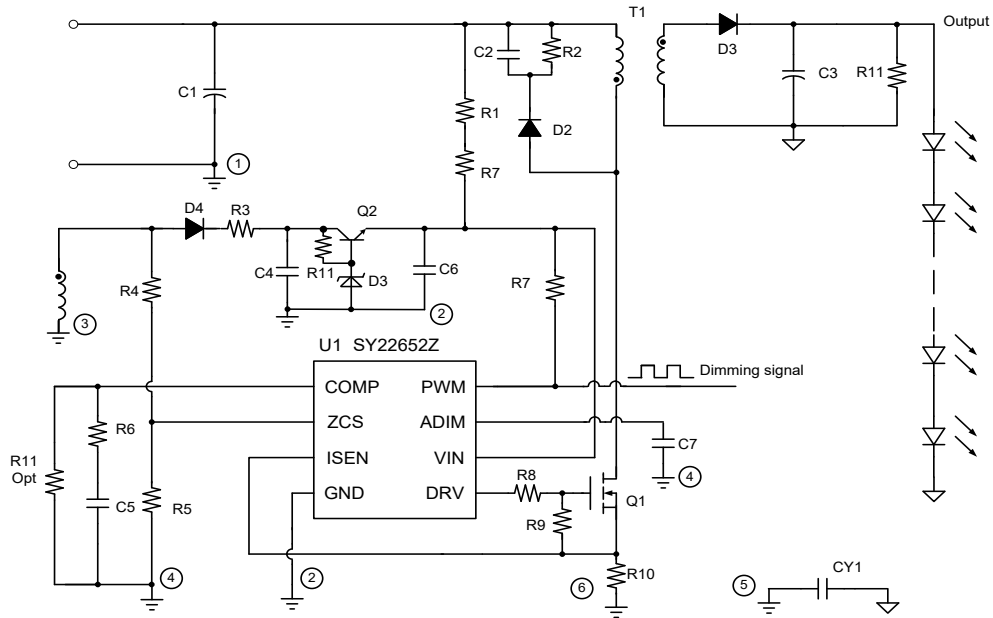 T1
Output
D3
C2
R2
C1
R1
D2
C3
R11
1
R7
D4
R3
Q2
C4
R11
D3
C6
R4
R7
2
3
U1 SY22652Z
Dimming signal
COMP
PWM
ZCS
ADIM
R6
C7
R11
Opt
ISEN
VIN
4
R8
C5
R5
GND
DRV
Q1
R9
4
2
6
R10
5
CY1